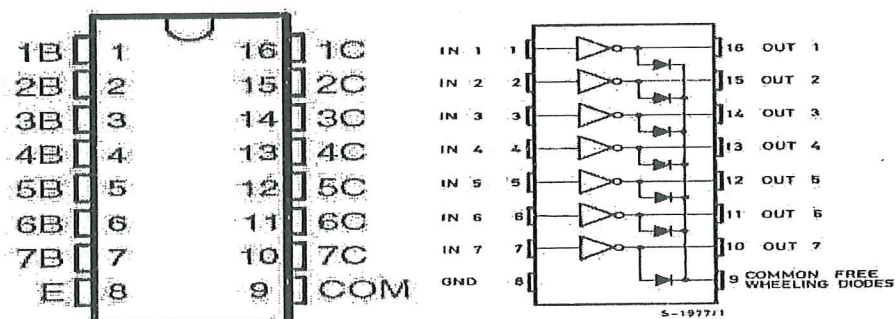 1B 1 16 1C
2B 2 15 2C
3B 3 14 3C
4B 4 13 4C
5B 5 12 5C
6B 6 11 6C
7B 7 10 7C
E 8 9 COM
IN 1 1 16 OUT 1
IN 2 2 15 OUT 2
IN 3 3 14 OUT 3
IN 4 4 13 OUT 4
IN 5 5 12 OUT 5
IN 6 6 11 OUT 6
IN 7 7 10 OUT 7
GND 8 9 COMMON FREE
WHEELING DIODES
S-1977/1